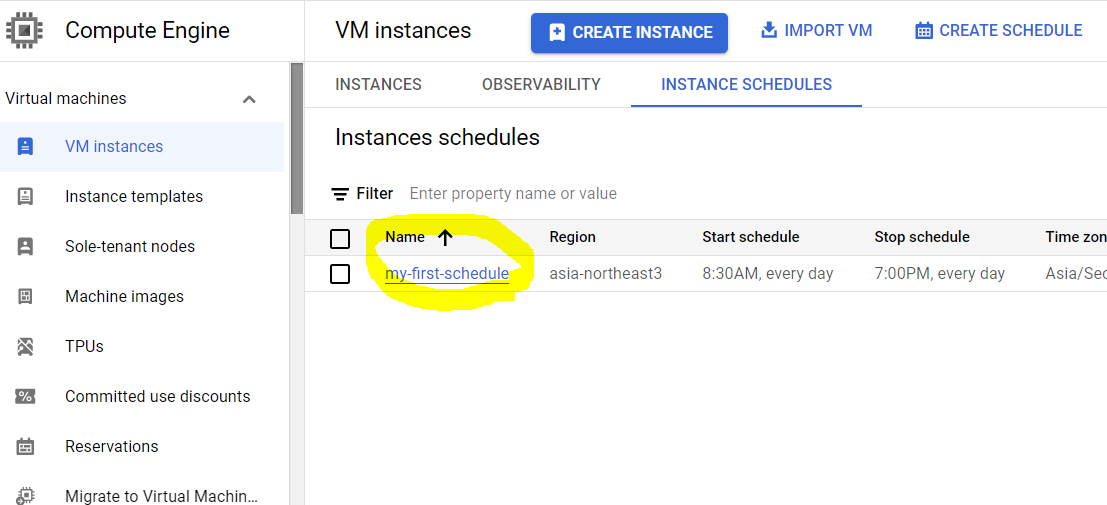 Compute Engine
VM instances
CREATE INSTANCE
IMPORT VM
CREATE SCHEDULE
Virtual machines
VM instances
Instance templates
Sole-tenant nodes
Machine images
TPUs
Committed use discounts
Reservations
Migrate to Virtual Machin...
INSTANCES OBSERVABILITY INSTANCE SCHEDULES
Instances schedules
Filter Enter property name or value
Name Region Start schedule Stop schedule Time zon
my-first-schedule asia-northeast3 8:30AM, every day 7:00PM, every day Asia/Seo